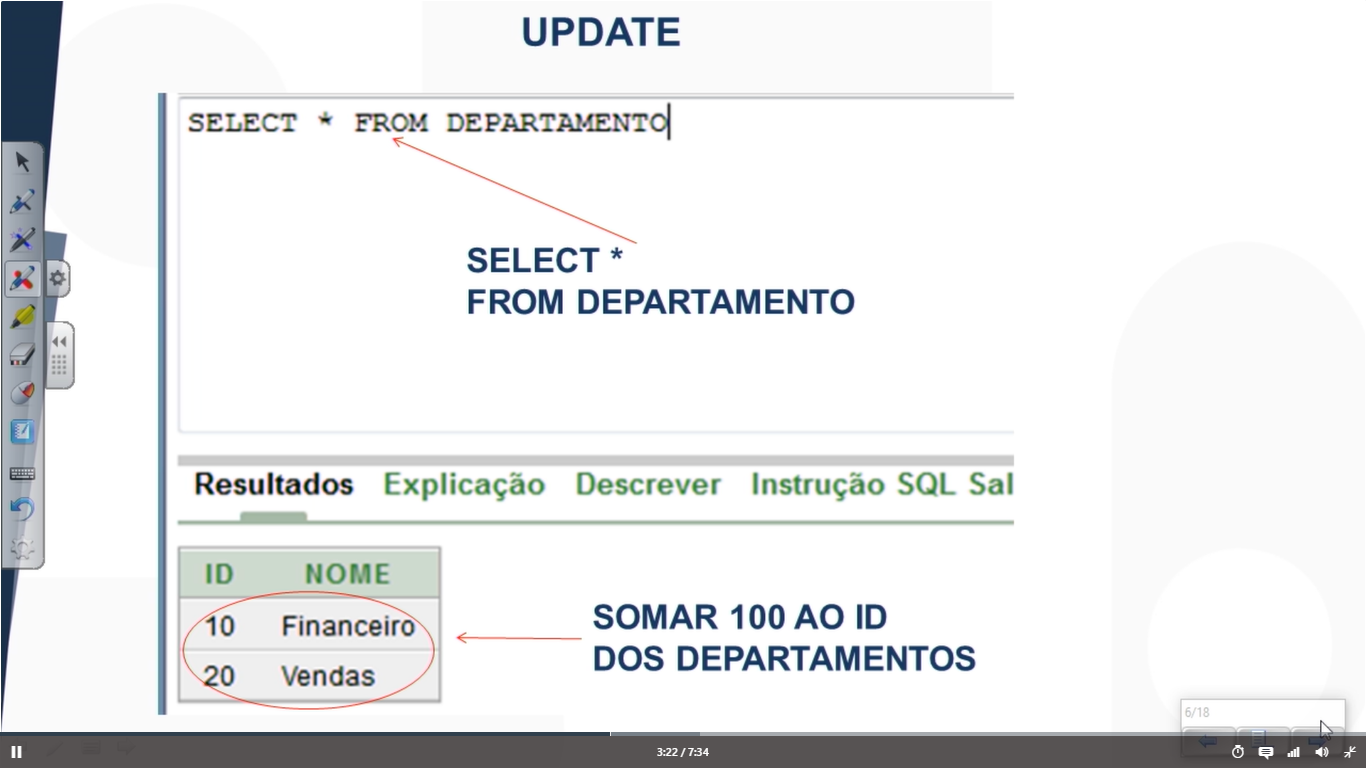 UPDATE
SELECT * FROM DEPARTAMENTO
SELECT *
FROM DEPARTAMENTO
Resultados Explicação Descrever Instrução SQL Sal
ID NOME
10 Financeiro
20 Vendas
SOMAR 100 AO ID
DOS DEPARTAMENTOS
6/18
3:22 / 7:34